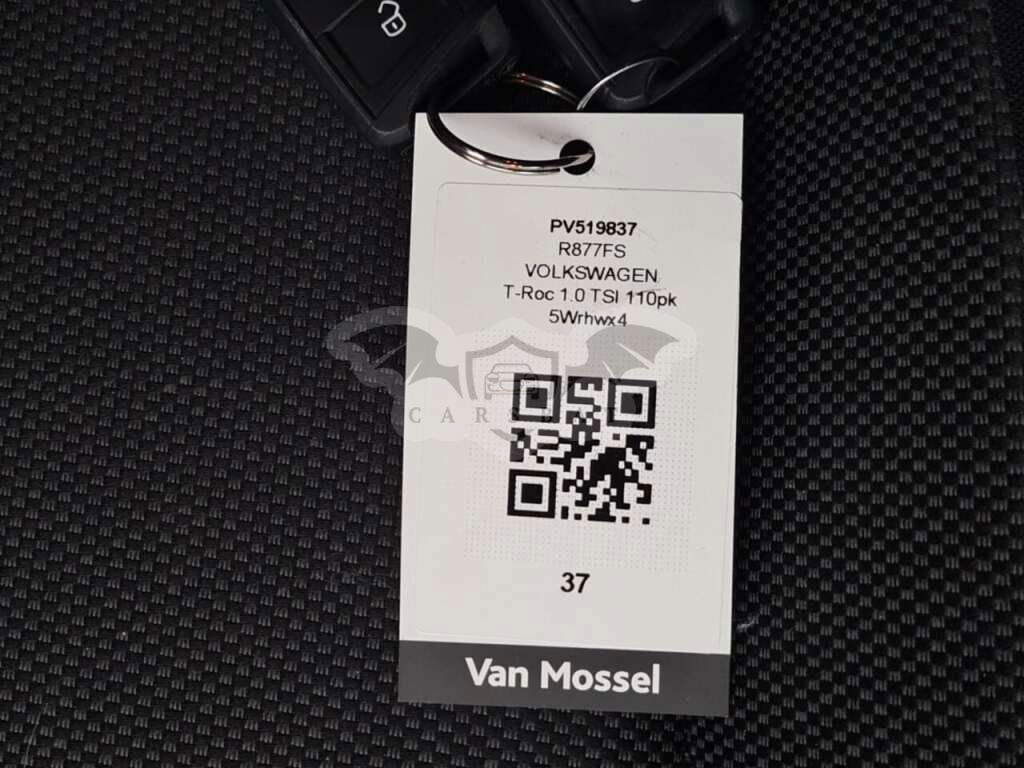 PV519837
R877FS
VOLKSWAGEN
T-Roc 1.0 TSI 110pk
5Wrhwx4
37
Van Mossel